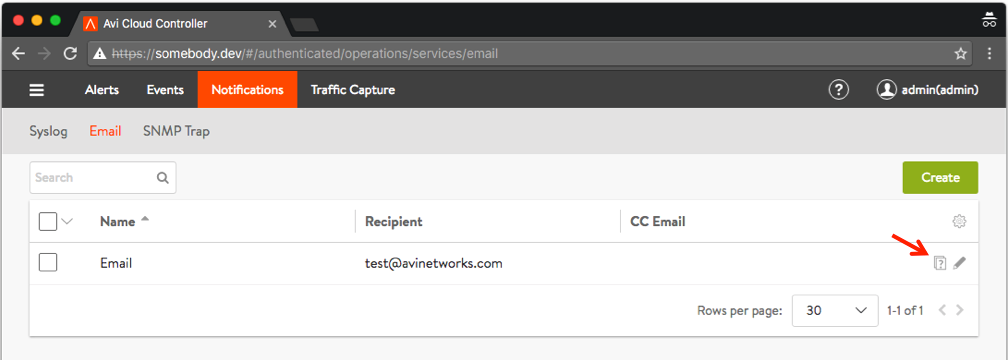 Avi Cloud Controller
https://somebody.dev/#/authenticated/operations/services/email
Alerts Events Notifications Traffic Capture ? admin(admin)
Syslog Email SNMP Trap
Search Create
Name Recipient CC Email
Email test@avinetworks.com ?
Rows per page: 30 1-1 of 1